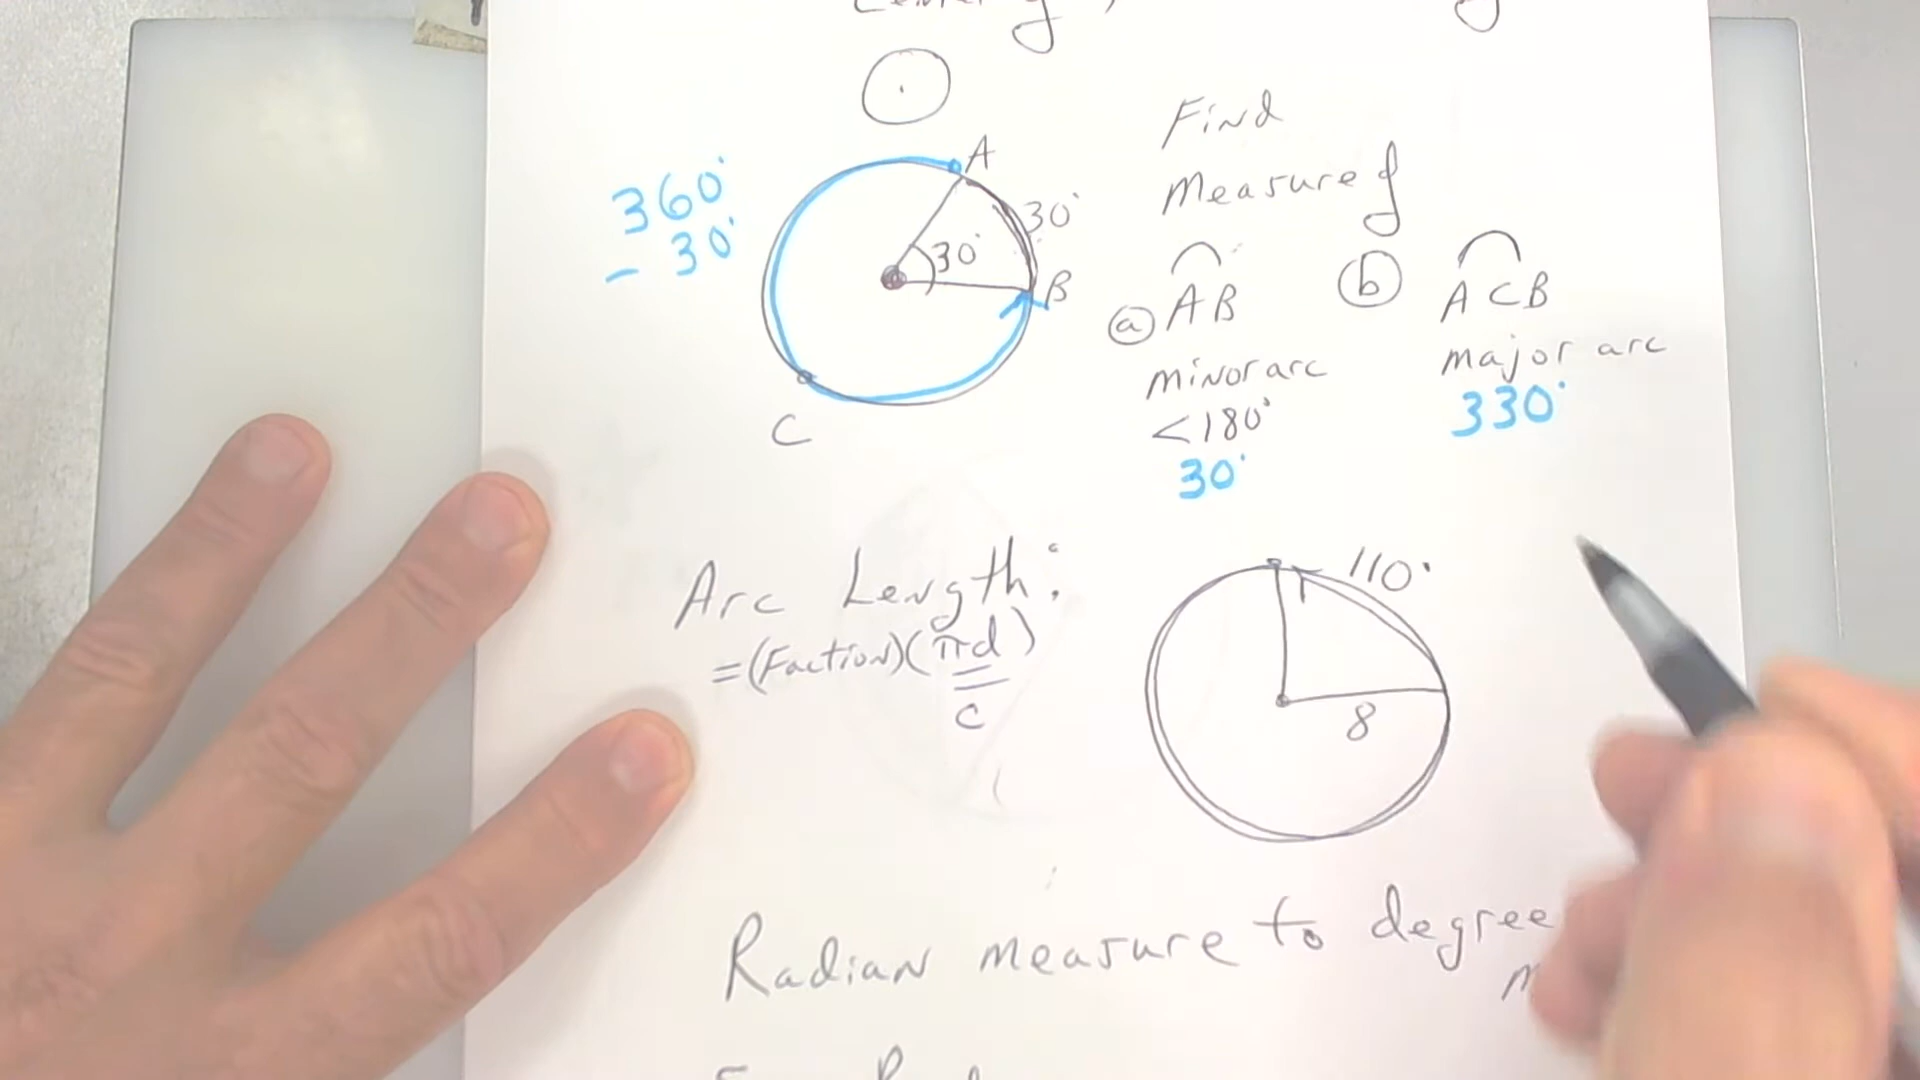 Find
Measure of
360°
- 30°
A
30°
30°
B
C
(a) AB
minor arc
<180°
30°
(b) ACB
major arc
330°
Arc Length:
=(Faction)(πd)
C
110°
8
Radian measure to degree